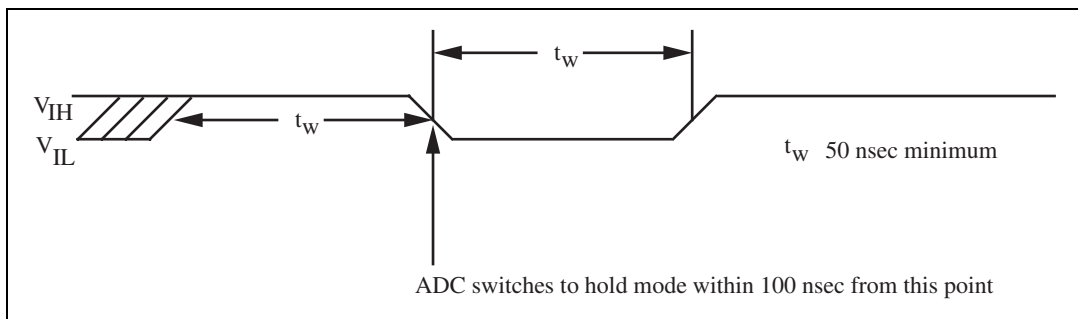 t_w
V_IH
t_w
V_IL
t_w 50 nsec minimum
ADC switches to hold mode within 100 nsec from this point